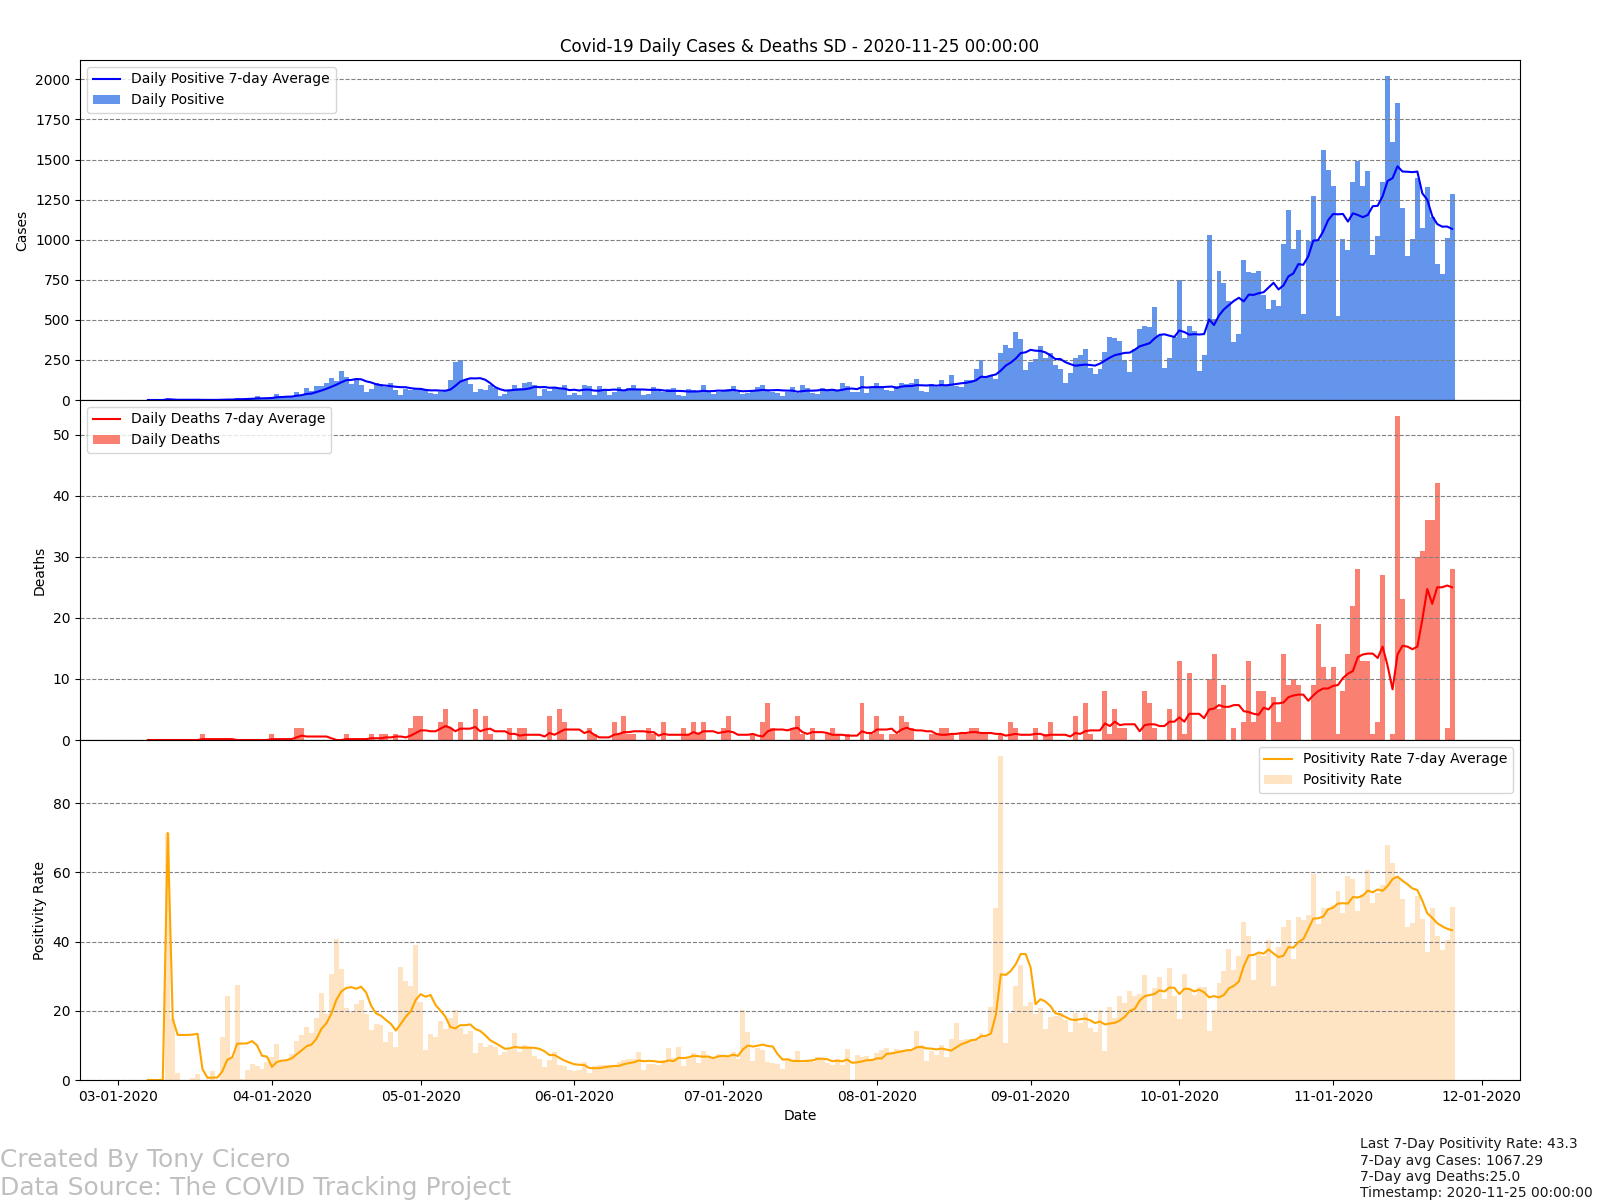 Covid-19 Daily Cases & Deaths SD - 2020-11-25 00:00:00
Daily Positive 7-day Average
Daily Positive
2000
1750
1500
1250
1000
750
500
250
0
Cases
Daily Deaths 7-day Average
Daily Deaths
50
40
30
20
10
0
Deaths
Positivity Rate 7-day Average
Positivity Rate
80
60
40
20
0
Positivity Rate
03-01-2020 04-01-2020 05-01-2020 06-01-2020 07-01-2020 08-01-2020 09-01-2020 10-01-2020 11-01-2020 12-01-2020
Date
Created By Tony Cicero
Data Source: The COVID Tracking Project
Last 7-Day Positivity Rate: 43.3
7-Day avg Cases: 1067.29
7-Day avg Deaths:25.0
Timestamp: 2020-11-25 00:00:00